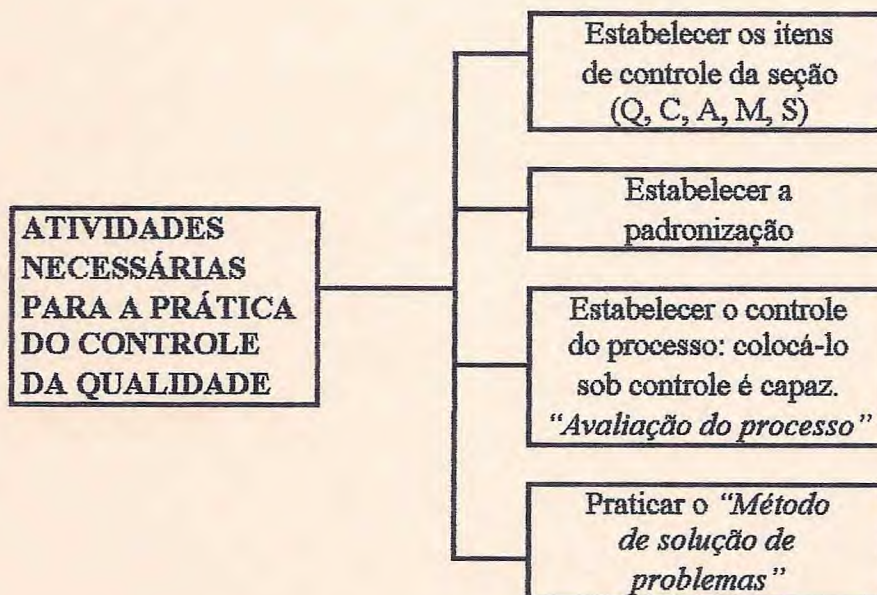 ATIVIDADES
NECESSÁRIAS
PARA A PRÁTICA
DO CONTROLE
DA QUALIDADE
Estabelecer os itens
de controle da seção
(Q, C, A, M, S)
Estabelecer a
padronização
Estabelecer o controle
do processo: colocá-lo
sob controle é capaz.
“Avaliação do processo”
Praticar o “Método
de solução de
problemas”